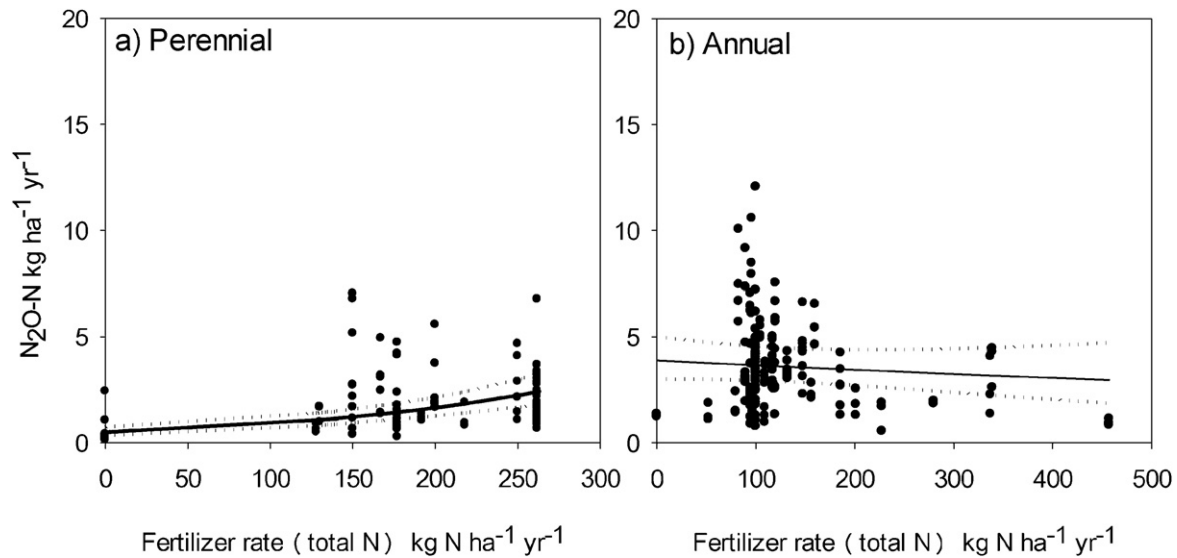 a) Perennial
b) Annual
20
15
10
5
0
N₂O-N kg ha⁻¹ yr⁻¹
0 50 100 150 200 250 300
20
15
10
5
0
0 100 200 300 400 500
Fertilizer rate ( total N) kg N ha⁻¹ yr⁻¹
Fertilizer rate ( total N) kg N ha⁻¹ yr⁻¹